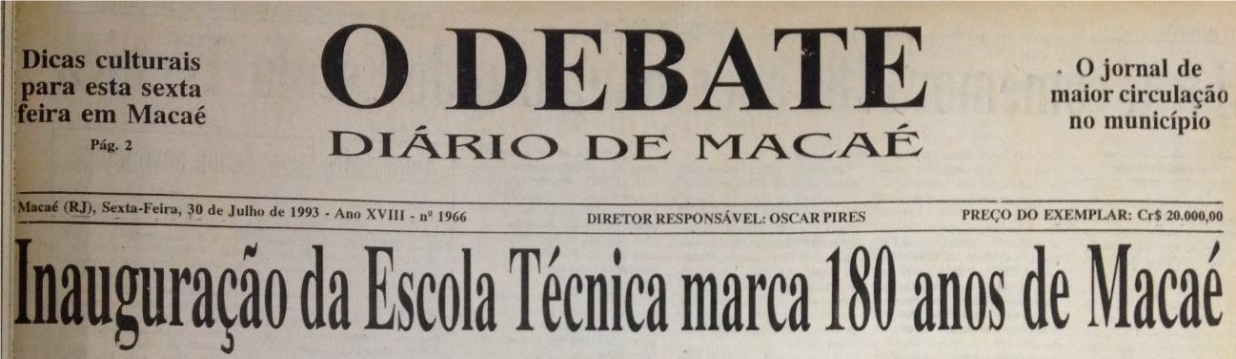 Dicas culturais
para esta sexta
feira em Macaé
Pág. 2
O DEBATE
DIÁRIO DE MACAÉ
O jornal de
maior circulação
no município
Macaé (RJ), Sexta-Feira, 30 de Julho de 1993 - Ano XVIII - nº 1966
DIRETOR RESPONSÁVEL: OSCAR PIRES
PREÇO DO EXEMPLAR: Cr$ 20.000,00
Inauguração da Escola Técnica marca 180 anos de Macaé